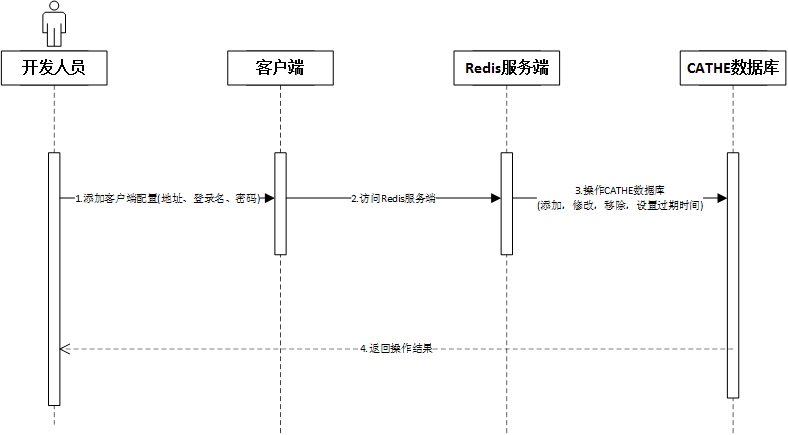 开发人员
客户端
Redis服务端
CATHE数据库
1.添加客户端配置(地址、登录名、密码)
2.访问Redis服务端
3.操作CATHE数据库
(添加，修改，移除，设置过期时间)
4.返回操作结果